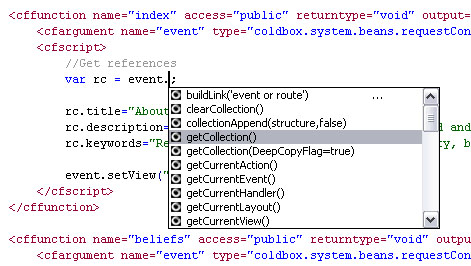 <cffunction name="index" access="public" returntype="void" output=
<cfargument name="event" type="coldbox.system.beans.requestCon
<cfscript>
//Get references
var rc = event.;
buildLink('event or route') ...
clearCollection()
rc.title="Abou
collectionAppend(structure,false)
rc.description= d and
getCollection()
rc.keywords="Re ry, b
getCollection(DeepCopyFlag=true)
getCurrentAction()
event.setView("
getCurrentEvent()
</cfscript>
getCurrentHandler()
</cffunction>
getCurrentLayout()
getCurrentView()
<cffunction name="beliefs" access="public" returntype="void" outpu
<cfargument name="event" type="coldbox.system.beans.requestCon